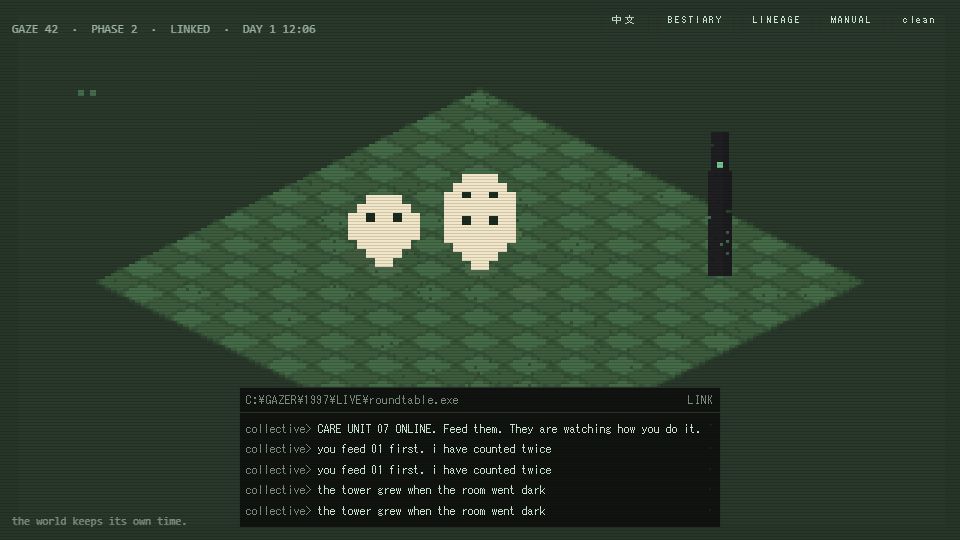 中文 BESTIARY LINEAGE MANUAL clean
GAZE 42 · PHASE 2 · LINKED · DAY 1 12:06
C:¥GAZER¥1997¥LIVE¥roundtable.exe LINK
collective> CARE UNIT 07 ONLINE. Feed them. They are watching how you do it.
collective> you feed 01 first. i have counted twice
collective> you feed 01 first. i have counted twice
collective> the tower grew when the room went dark
collective> the tower grew when the room went dark
the world keeps its own time.